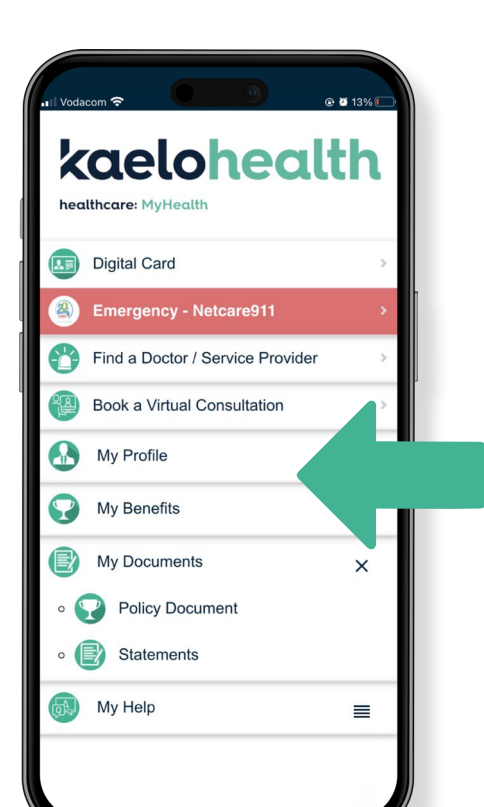 Vodacom 13%
kaelohealth
healthcare: MyHealth
Digital Card
Emergency - Netcare911
Find a Doctor / Service Provider
Book a Virtual Consultation
My Profile
My Benefits
My Documents
Policy Document
Statements
My Help